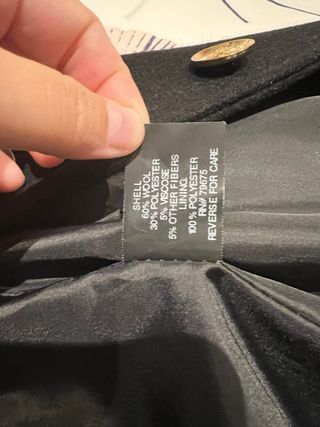 SHELL
60% WOOL
30% POLYESTER
5% VISCOSE
5% OTHER FIBERS
LINING
100% POLYESTER
RN# 79675
REVERSE FOR CARE